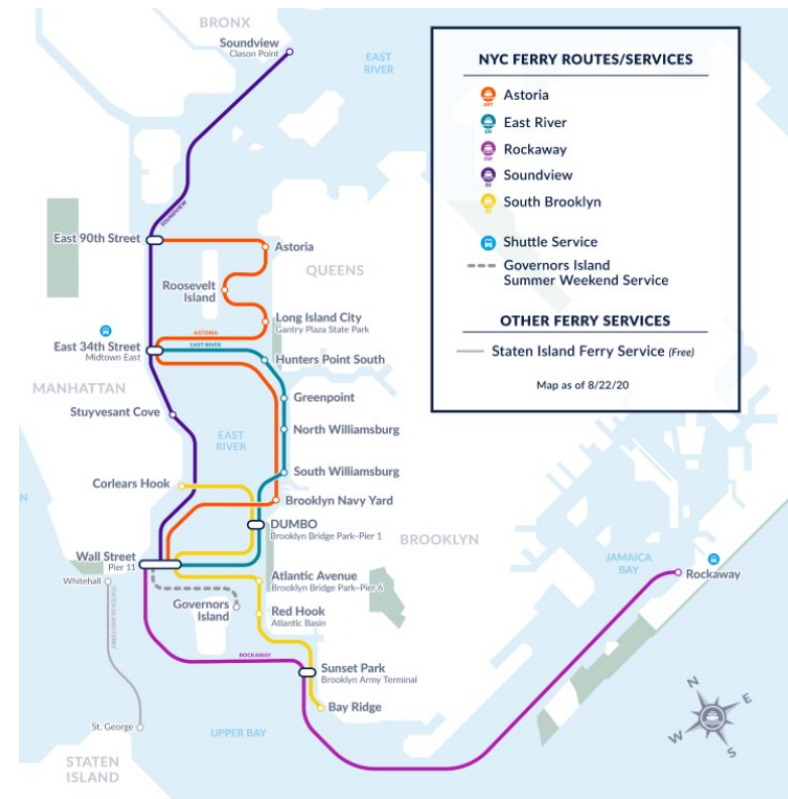 BRONX
Soundview
Clason Point
EAST
RIVER
NYC FERRY ROUTES/SERVICES
Astoria
East River
Rockaway
Soundview
South Brooklyn
Shuttle Service
Governors Island
Summer Weekend Service
OTHER FERRY SERVICES
Staten Island Ferry Service (Free)
Map as of 8/22/20
SOUNDVIEW
East 90th Street
Astoria
QUEENS
Roosevelt
Island
Long Island City
Gantry Plaza State Park
ASTORIA
EAST RIVER
East 34th Street
Midtown East
Hunters Point South
MANHATTAN
Greenpoint
Stuyvesant Cove
EAST
RIVER
North Williamsburg
South Williamsburg
Corlears Hook
Brooklyn Navy Yard
DUMBO
Brooklyn Bridge Park-Pier 1
BROOKLYN
Wall Street
Pier 11
JAMAICA
BAY
Rockaway
Whitehall
Atlantic Avenue
Brooklyn Bridge Park-Pier 6
STATEN ISLAND FERRY
Governors
Island
Red Hook
Atlantic Basin
ROCKAWAY
Sunset Park
Brooklyn Army Terminal
Bay Ridge
St. George
UPPER BAY
STATEN
ISLAND
N
E
W
S
N